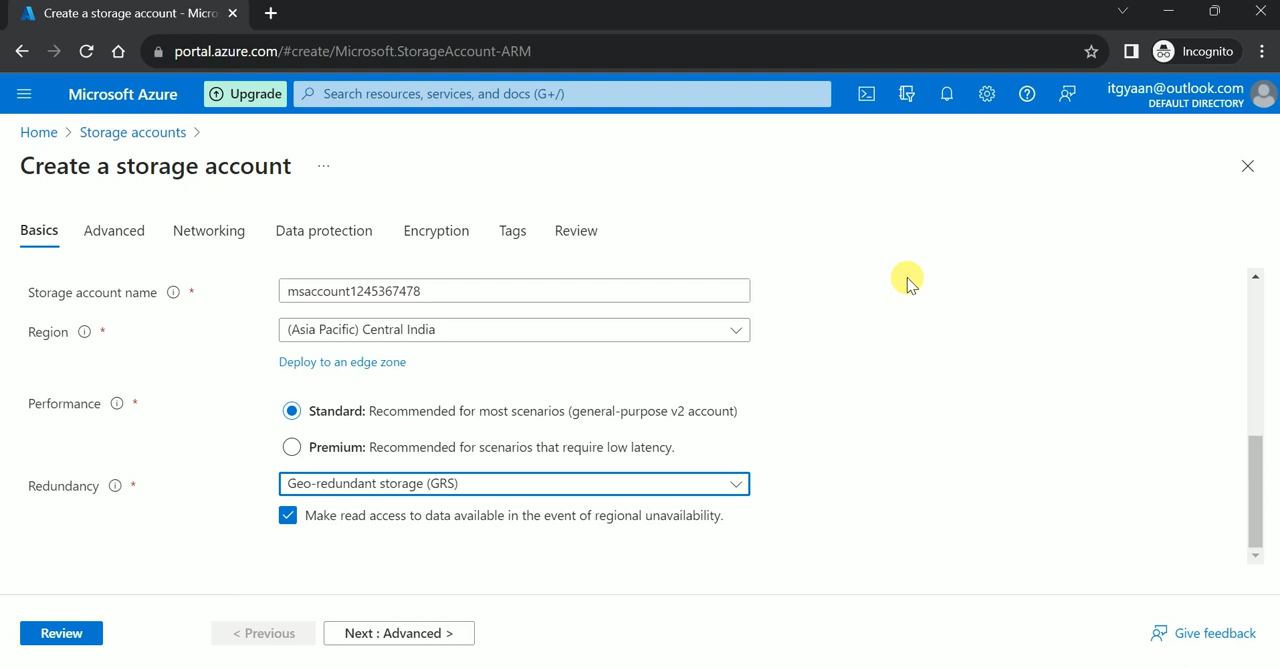 Create a storage account - Micro
portal.azure.com/#create/Microsoft.StorageAccount-ARM
Incognito
Microsoft Azure
Upgrade
Search resources, services, and docs (G+/)
itgyaan@outlook.com
DEFAULT DIRECTORY
Home > Storage accounts >
Create a storage account ...
Basics Advanced Networking Data protection Encryption Tags Review
Storage account name * msaccount1245367478
Region * (Asia Pacific) Central India
Deploy to an edge zone
Performance * Standard: Recommended for most scenarios (general-purpose v2 account)
Premium: Recommended for scenarios that require low latency.
Redundancy * Geo-redundant storage (GRS)
Make read access to data available in the event of regional unavailability.
Review < Previous Next : Advanced > Give feedback